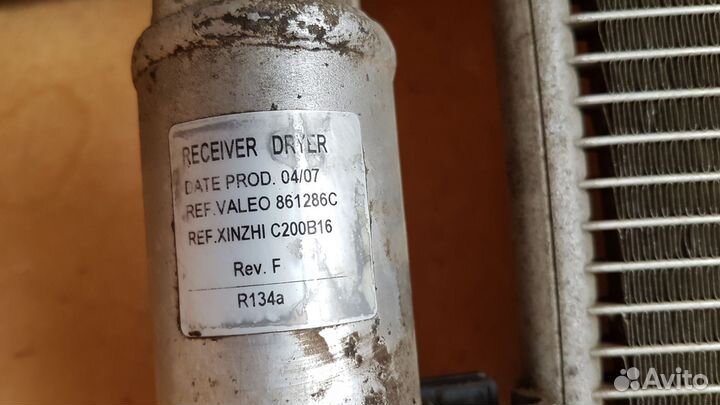 RECEIVER DRYER
DATE PROD. 04/07
REF.VALEO 861286C
REF.XINZHI C200B16
Rev. F
R134a
Avito